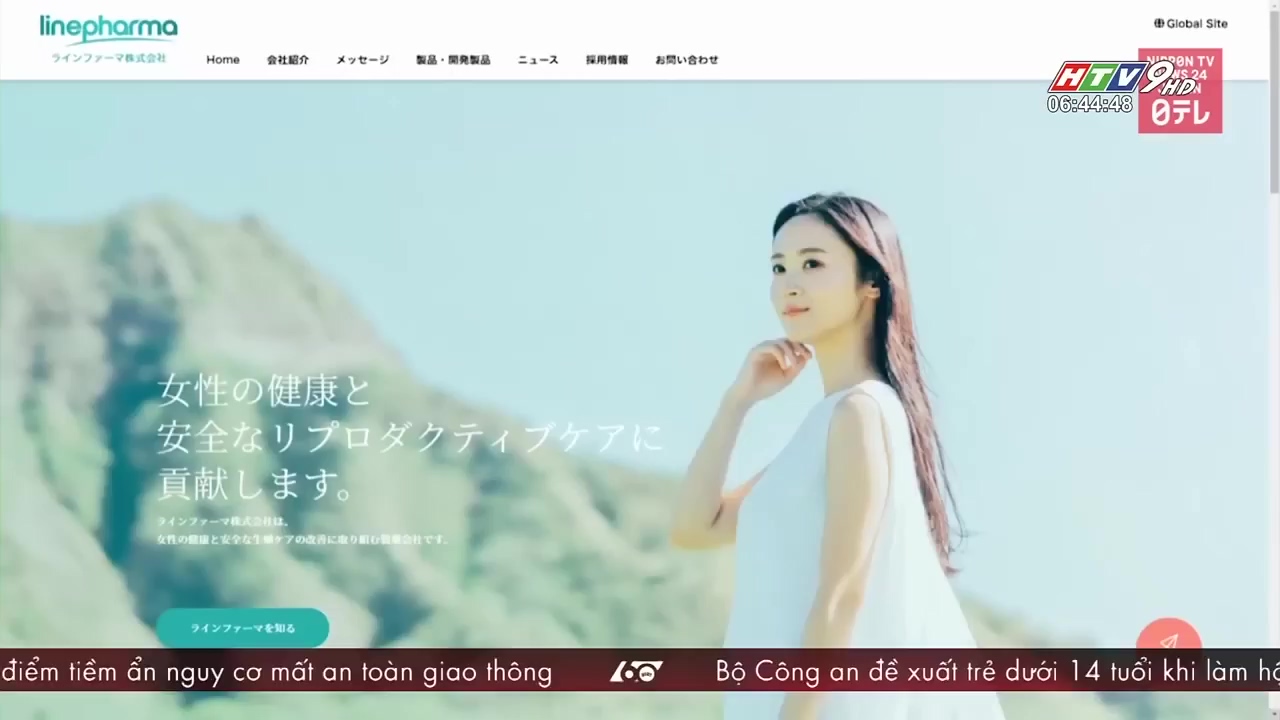 linepharma
ラインファーマ株式会社
Home 会社紹介 メッセージ 製品・開発製品 ニュース 採用情報 お問い合わせ
Global Site
NIPPON TV
HTV9 HD
06:44:48
日テレ
女性の健康と
安全なリプロダクティブケアに
貢献します。
ラインファーマ株式会社は、
女性の健康と安全な生殖ケアの改善に取り組む製薬会社です。
ラインファーマを知る
điểm tiềm ẩn nguy cơ mất an toàn giao thông
60 giây
Bộ Công an đề xuất trẻ dưới 14 tuổi khi làm hộ